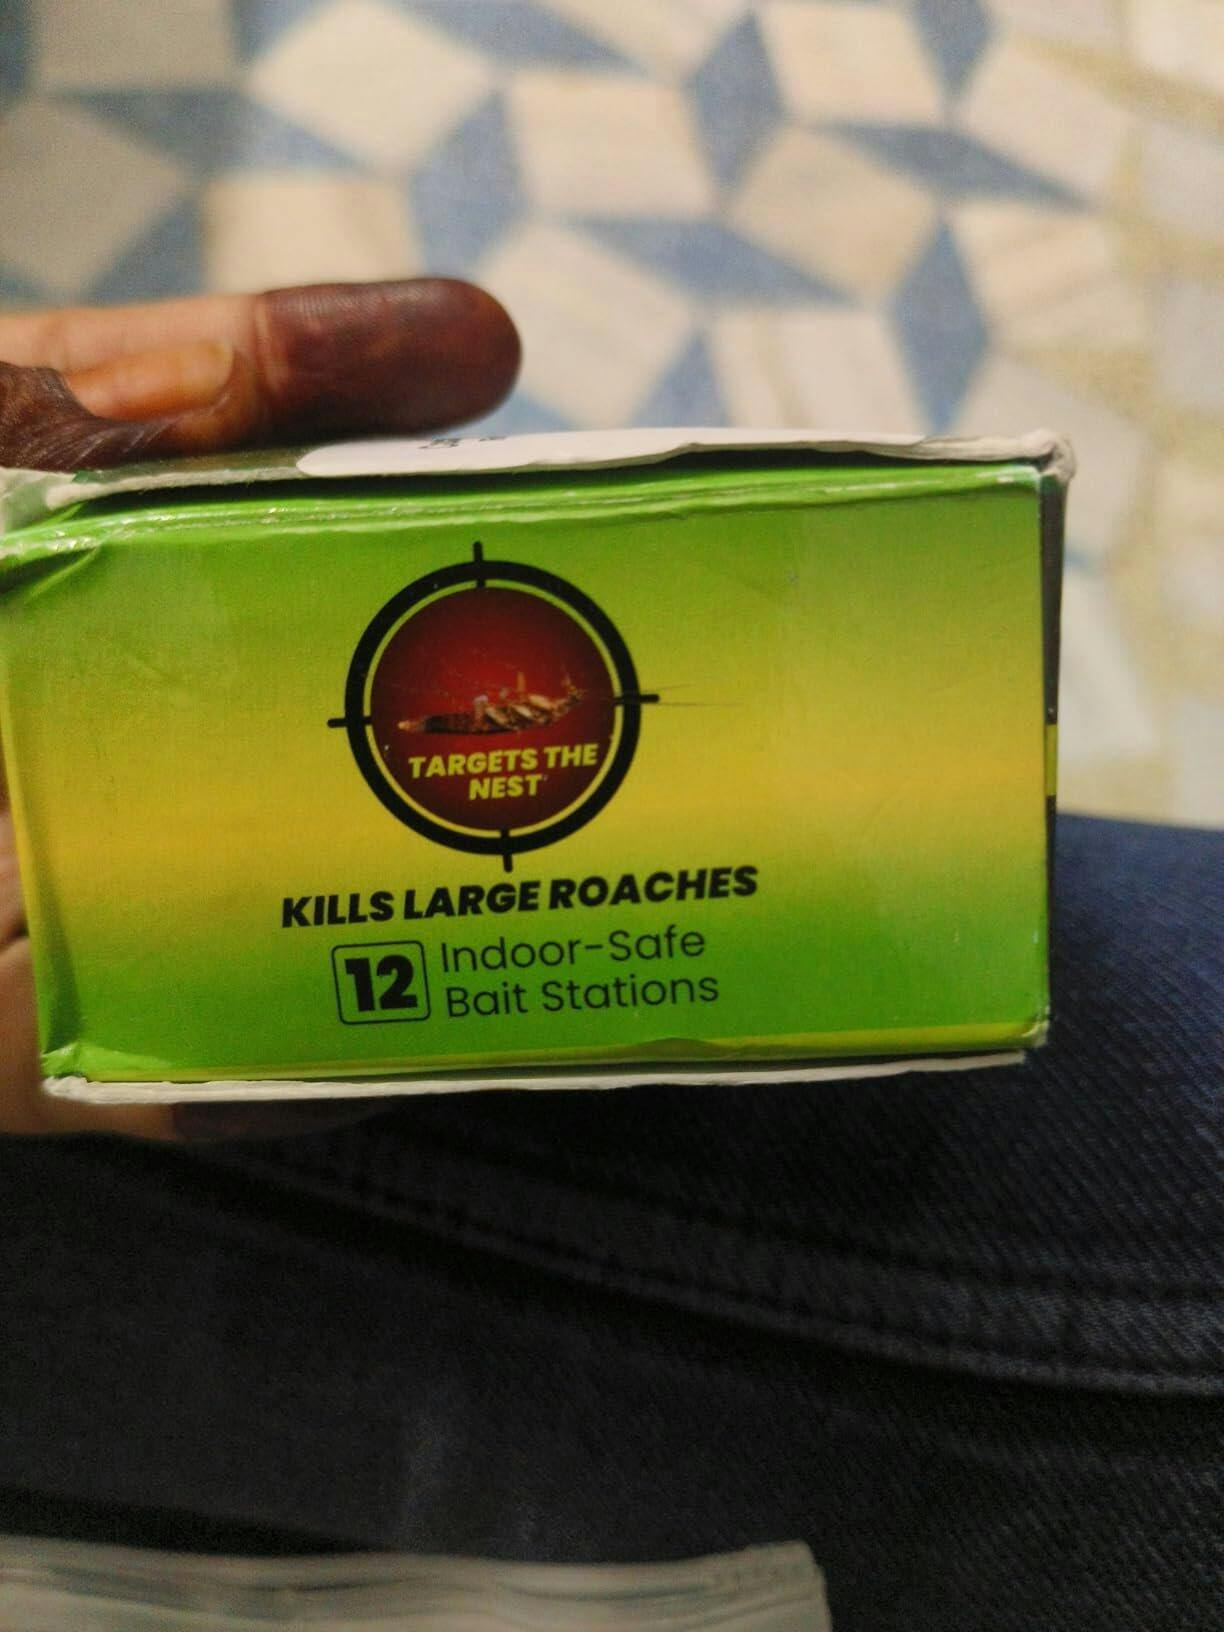 TARGETS THE
NEST
KILLS LARGE ROACHES
12 Indoor-Safe
Bait Stations